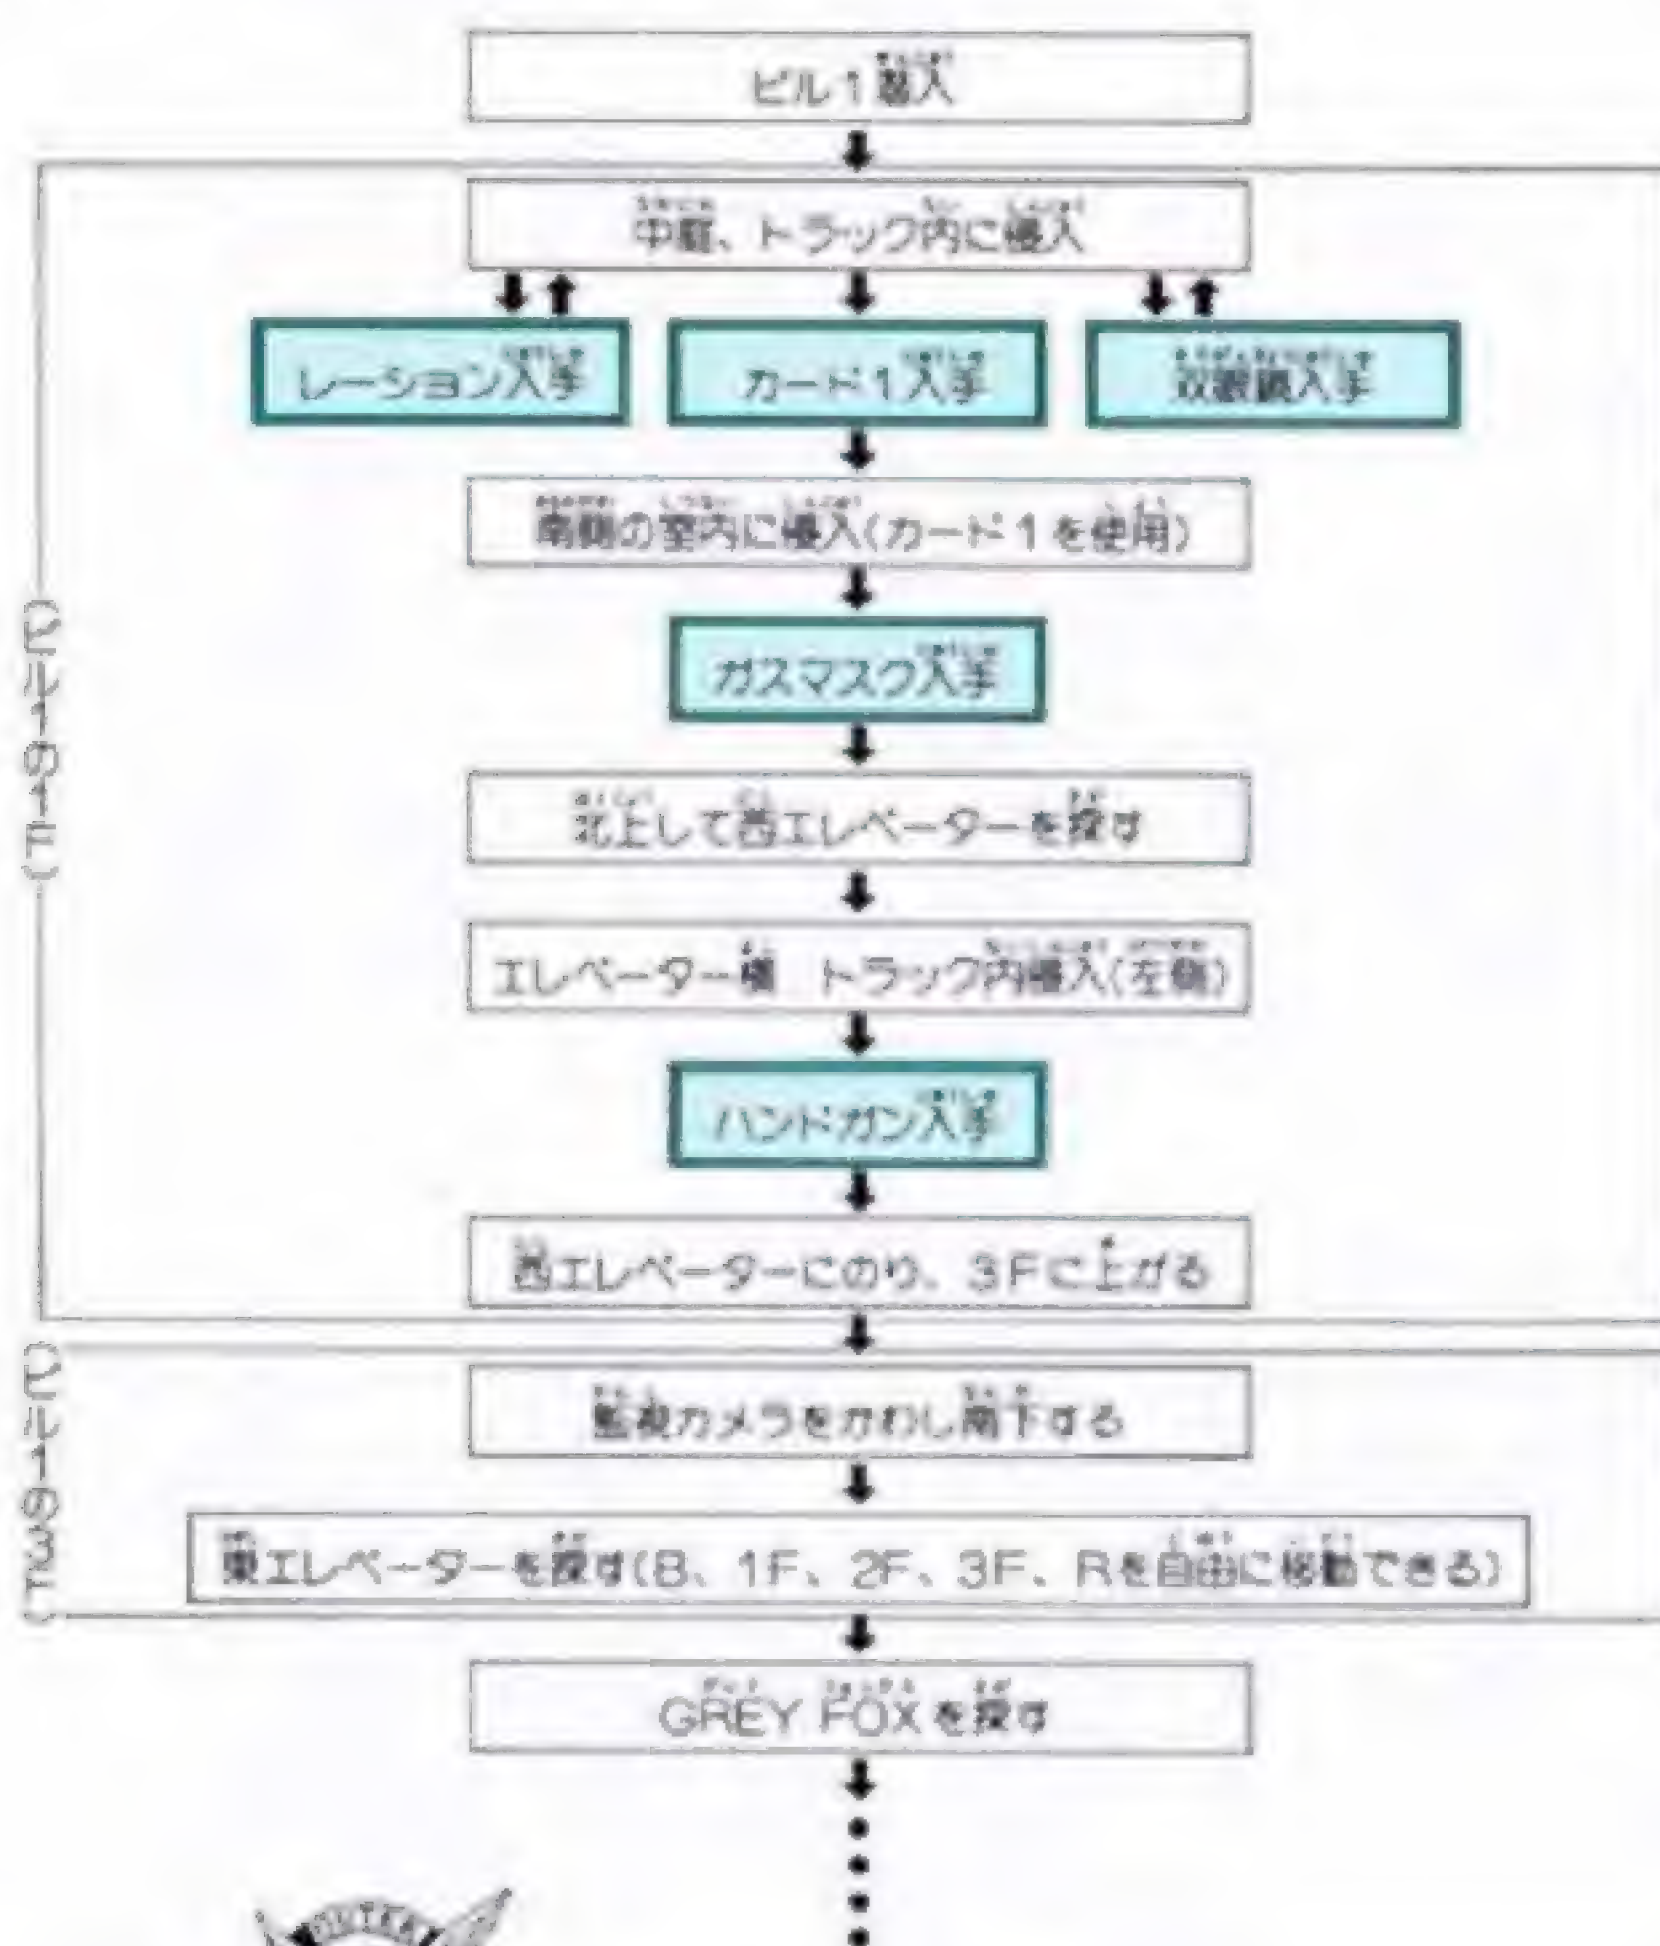 ビル1潜入
中庭、トラック内に侵入
レーション入手
カード1入手
双眼鏡入手
南側の室内に侵入(カード1を使用)
ガスマスク入手
北上して西エレベーターを探す
エレベーター横 トラック内侵入(左側)
ハンドガン入手
西エレベーターにのり、3Fに上がる
(ビル1の1F)
監視カメラをかわし南下する
東エレベーターを探す(B、1F、2F、3F、Rを自由に移動できる)
(ビル1の3F)
GREY FOXを探す
OUTER